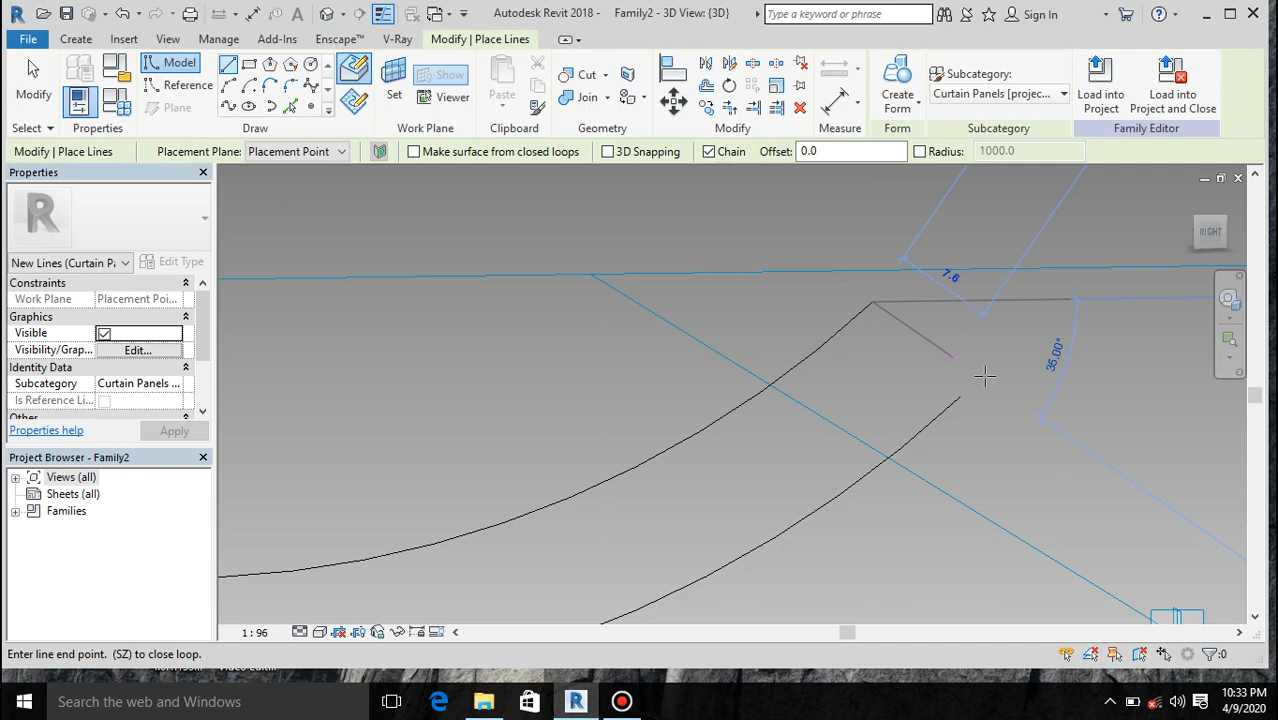 Autodesk Revit 2018 -    Family2 - 3D View: {3D}
Type a keyword or phrase
Sign In
File
Create
Insert
View
Manage
Add-Ins
Enscape™
V-Ray
Modify | Place Lines
Modify
Select
Properties
Model
Reference
Plane
Draw
Set
Show
Viewer
Work Plane
Paste
Clipboard
Cut
Join
Geometry
Modify
Measure
Create
Form
Form
Subcategory:
Curtain Panels [projec...
Subcategory
Load into
Project
Load into
Project and Close
Family Editor
Modify | Place Lines
Placement Plane:
Placement Point
Make surface from closed loops
3D Snapping
Chain
Offset:
0.0
Radius:
1000.0
Properties
New Lines (Curtain P
Edit Type
Constraints
Work Plane
Placement Poi...
Graphics
Visible
Visibility/Grap...
Edit...
Identity Data
Subcategory
Curtain Panels ...
Is Reference Li
Other
Properties help
Apply
Project Browser - Family2
Views (all)
Sheets (all)
Families
7.6
35.00°
RIGHT
1 : 96
Enter line end point.  (SZ) to close loop.
:0
Search the web and Windows
10:33 PM
4/9/2020